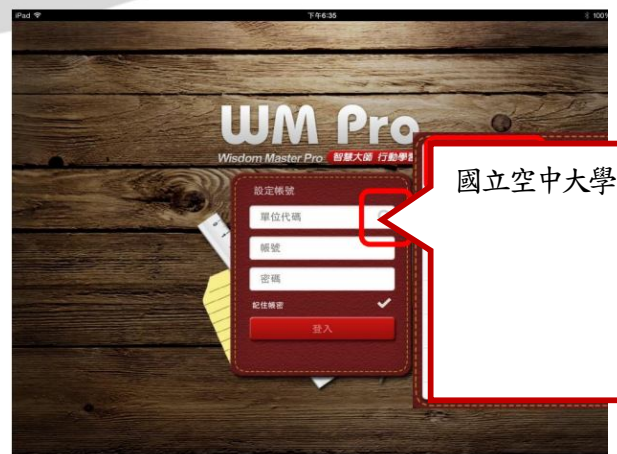 iPad
下午6:35
100%
WM Pro
Wisdom Master Pro 智慧大師 行動學習
設定帳號
單位代碼
帳號
密碼
記住帳密
登入
國立空中大學